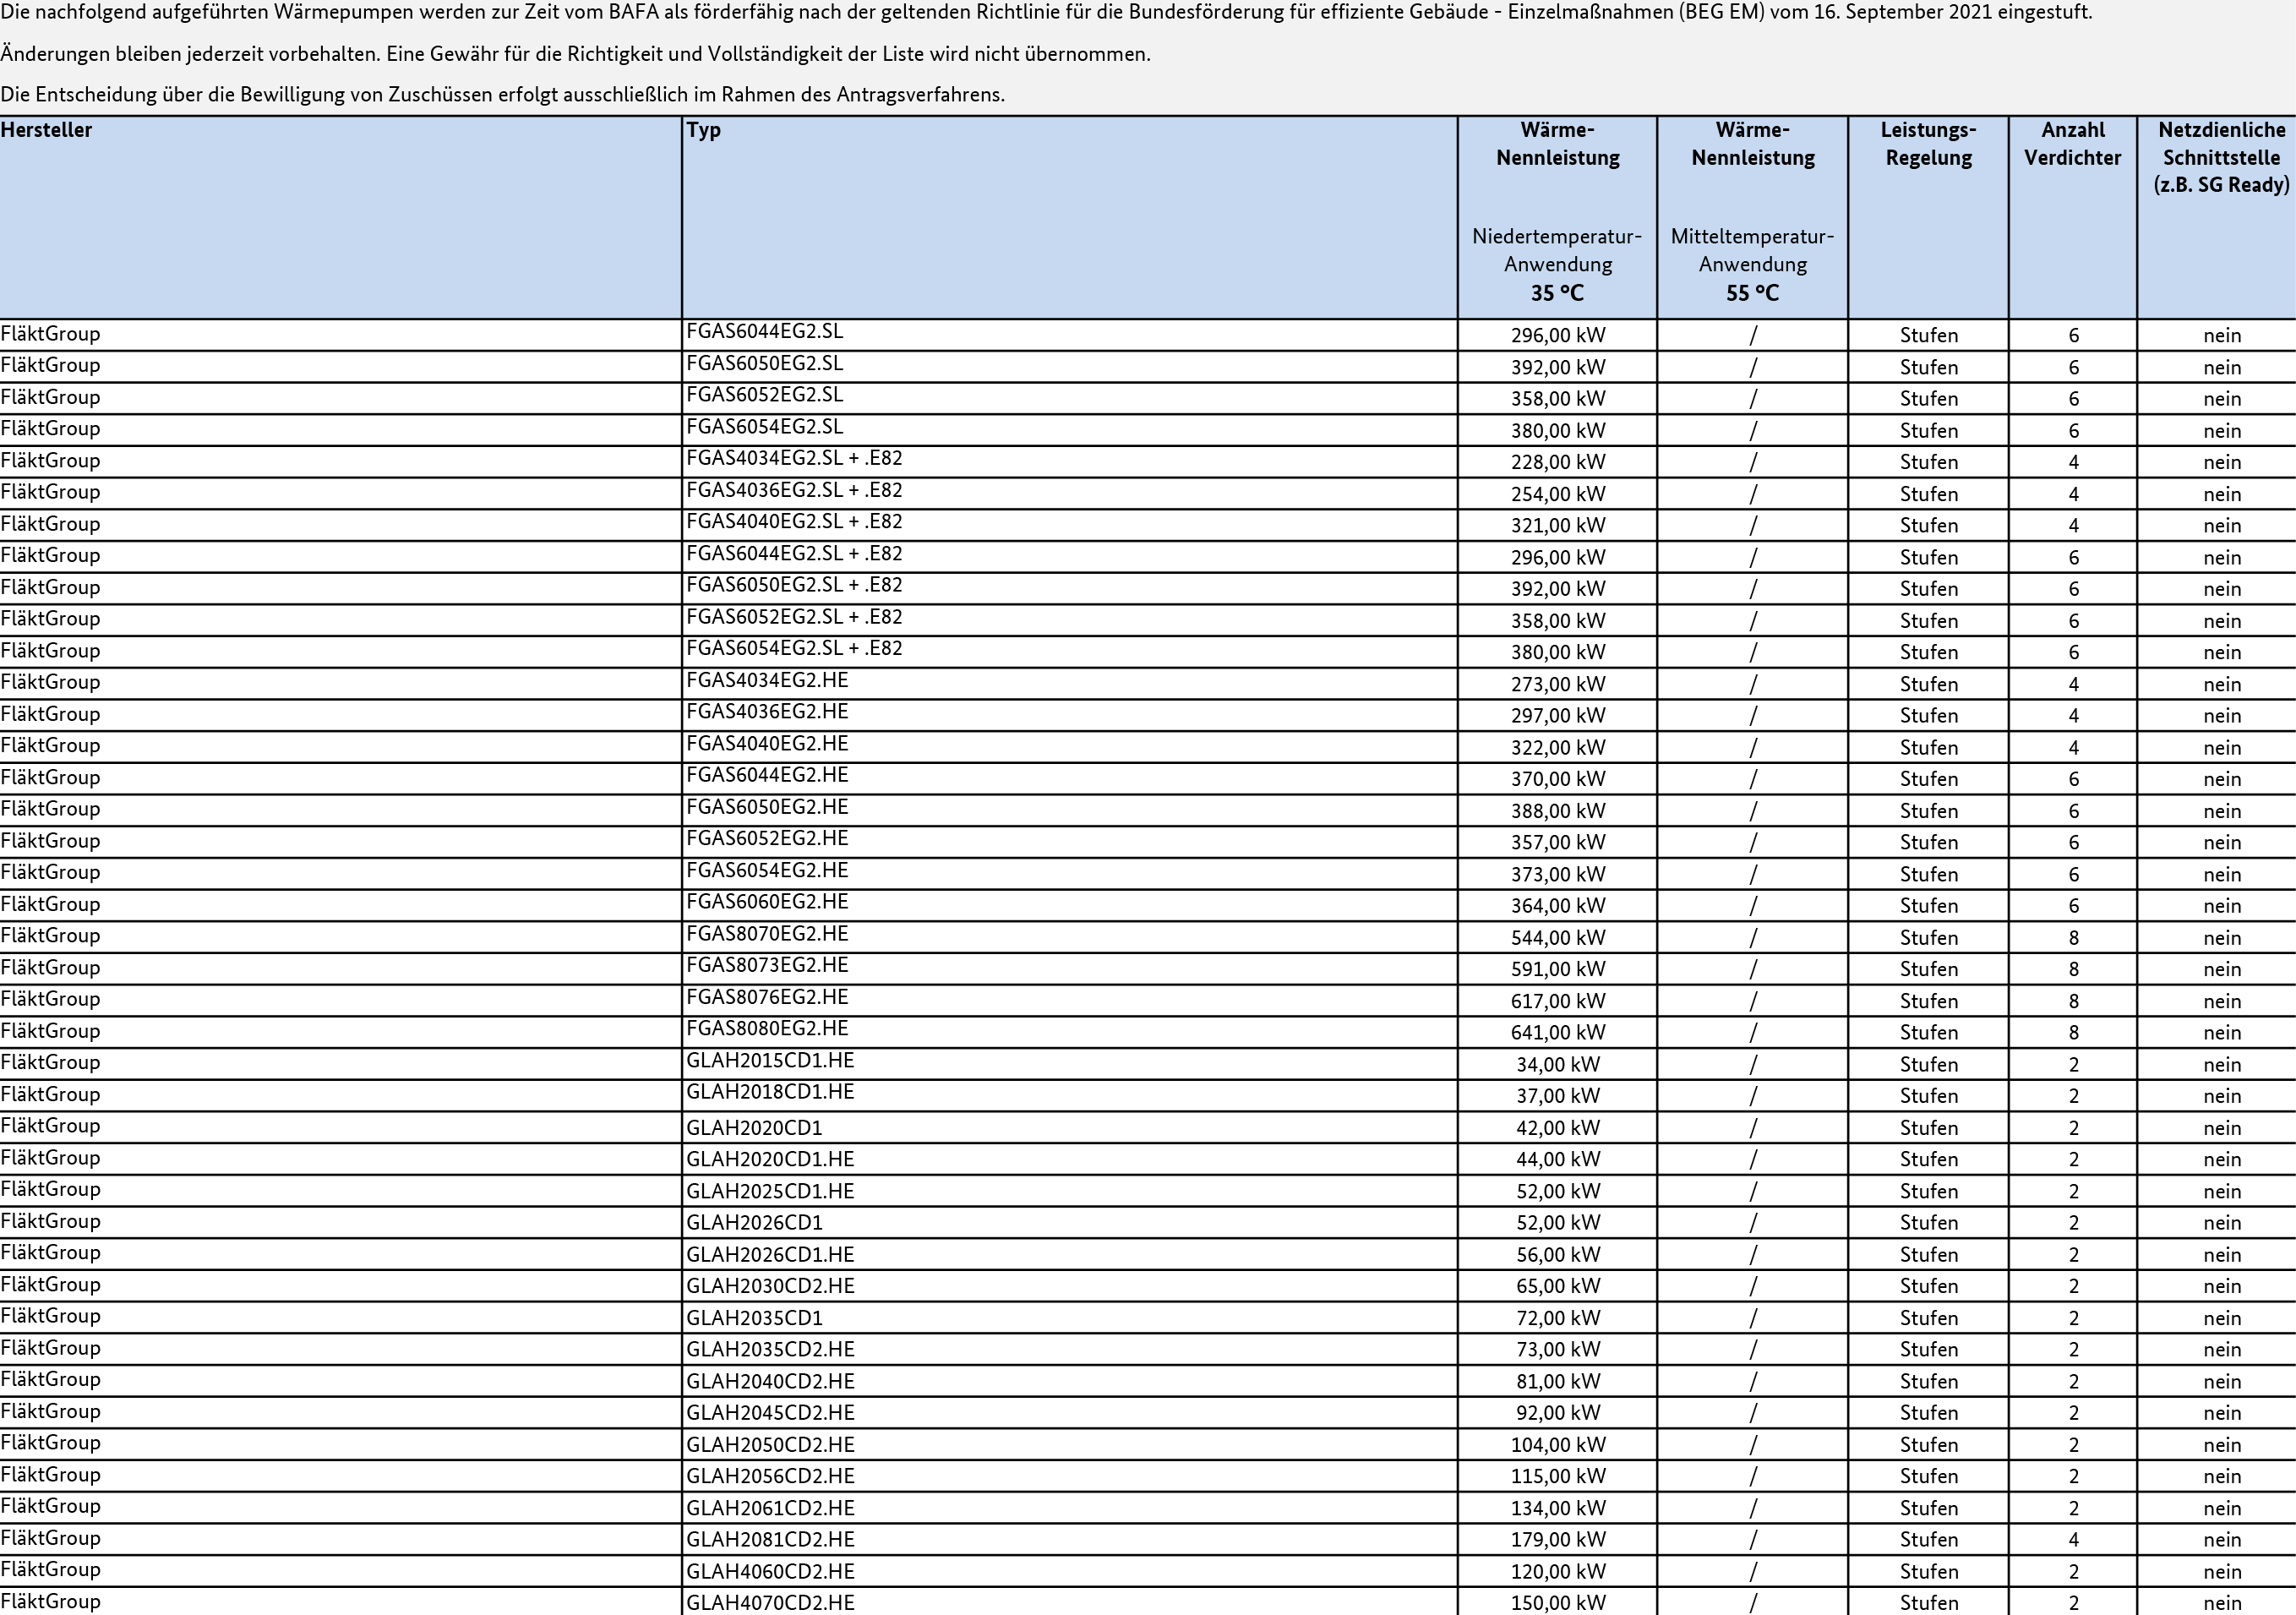 Die nachfolgend aufgeführten Wärmepumpen werden zur Zeit vom BAFA als förderfähig nach der geltenden Richtlinie für die Bundesförderung für effiziente Gebäude - Einzelmaßnahmen (BEG EM) vom 16. September 2021 eingestuft.
Änderungen bleiben jederzeit vorbehalten. Eine Gewähr für die Richtigkeit und Vollständigkeit der Liste wird nicht übernommen.
Die Entscheidung über die Bewilligung von Zuschüssen erfolgt ausschließlich im Rahmen des Antragsverfahrens.
Hersteller Typ Wärme- Wärme- Leistungs- Anzahl Netzdienliche
Nennleistung Nennleistung Regelung Verdichter Schnittstelle
(z.B. SG Ready)
Niedertemperatur- Mitteltemperatur-
Anwendung Anwendung
35 °C 55 °C
FläktGroup FGAS6044EG2.SL 296,00 kW / Stufen 6 nein
FläktGroup FGAS6050EG2.SL 392,00 kW / Stufen 6 nein
FläktGroup FGAS6052EG2.SL 358,00 kW / Stufen 6 nein
FläktGroup FGAS6054EG2.SL 380,00 kW / Stufen 6 nein
FläktGroup FGAS4034EG2.SL + .E82 228,00 kW / Stufen 4 nein
FläktGroup FGAS4036EG2.SL + .E82 254,00 kW / Stufen 4 nein
FläktGroup FGAS4040EG2.SL + .E82 321,00 kW / Stufen 4 nein
FläktGroup FGAS6044EG2.SL + .E82 296,00 kW / Stufen 6 nein
FläktGroup FGAS6050EG2.SL + .E82 392,00 kW / Stufen 6 nein
FläktGroup FGAS6052EG2.SL + .E82 358,00 kW / Stufen 6 nein
FläktGroup FGAS6054EG2.SL + .E82 380,00 kW / Stufen 6 nein
FläktGroup FGAS4034EG2.HE 273,00 kW / Stufen 4 nein
FläktGroup FGAS4036EG2.HE 297,00 kW / Stufen 4 nein
FläktGroup FGAS4040EG2.HE 322,00 kW / Stufen 4 nein
FläktGroup FGAS6044EG2.HE 370,00 kW / Stufen 6 nein
FläktGroup FGAS6050EG2.HE 388,00 kW / Stufen 6 nein
FläktGroup FGAS6052EG2.HE 357,00 kW / Stufen 6 nein
FläktGroup FGAS6054EG2.HE 373,00 kW / Stufen 6 nein
FläktGroup FGAS6060EG2.HE 364,00 kW / Stufen 6 nein
FläktGroup FGAS8070EG2.HE 544,00 kW / Stufen 8 nein
FläktGroup FGAS8073EG2.HE 591,00 kW / Stufen 8 nein
FläktGroup FGAS8076EG2.HE 617,00 kW / Stufen 8 nein
FläktGroup FGAS8080EG2.HE 641,00 kW / Stufen 8 nein
FläktGroup GLAH2015CD1.HE 34,00 kW / Stufen 2 nein
FläktGroup GLAH2018CD1.HE 37,00 kW / Stufen 2 nein
FläktGroup GLAH2020CD1 42,00 kW / Stufen 2 nein
FläktGroup GLAH2020CD1.HE 44,00 kW / Stufen 2 nein
FläktGroup GLAH2025CD1.HE 52,00 kW / Stufen 2 nein
FläktGroup GLAH2026CD1 52,00 kW / Stufen 2 nein
FläktGroup GLAH2026CD1.HE 56,00 kW / Stufen 2 nein
FläktGroup GLAH2030CD2.HE 65,00 kW / Stufen 2 nein
FläktGroup GLAH2035CD1 72,00 kW / Stufen 2 nein
FläktGroup GLAH2035CD2.HE 73,00 kW / Stufen 2 nein
FläktGroup GLAH2040CD2.HE 81,00 kW / Stufen 2 nein
FläktGroup GLAH2045CD2.HE 92,00 kW / Stufen 2 nein
FläktGroup GLAH2050CD2.HE 104,00 kW / Stufen 2 nein
FläktGroup GLAH2056CD2.HE 115,00 kW / Stufen 2 nein
FläktGroup GLAH2061CD2.HE 134,00 kW / Stufen 2 nein
FläktGroup GLAH2081CD2.HE 179,00 kW / Stufen 4 nein
FläktGroup GLAH4060CD2.HE 120,00 kW / Stufen 2 nein
FläktGroup GLAH4070CD2.HE 150,00 kW / Stufen 2 nein